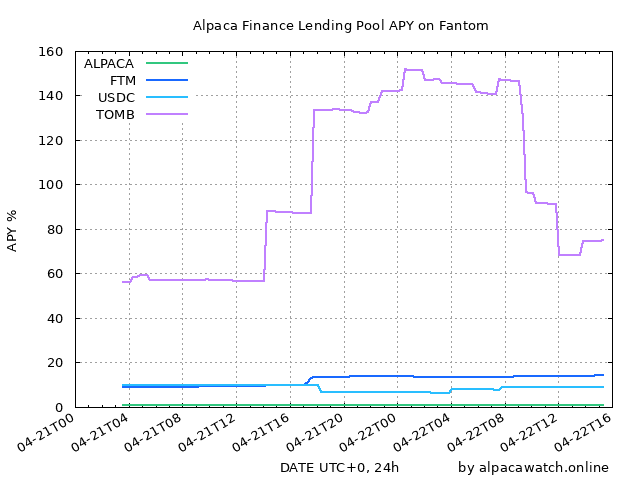 Alpaca Finance Lending Pool APY on Fantom
160
140
120
100
80
60
40
20
0
APY %
ALPACA
FTM
USDC
TOMB
04-21T00
04-21T04
04-21T08
04-21T12
04-21T16
04-21T20
04-22T00
04-22T04
04-22T08
04-22T12
04-22T16
DATE UTC+0, 24h
by alpacawatch.online